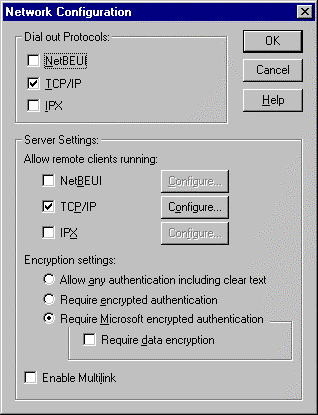 Network Configuration
Dial out Protocols:
NetBEUI
TCP/IP
IPX
OK
Cancel
Help
Server Settings:
Allow remote clients running:
NetBEUI Configure...
TCP/IP Configure...
IPX Configure...
Encryption settings:
Allow any authentication including clear text
Require encrypted authentication
Require Microsoft encrypted authentication
Require data encryption
Enable Multilink